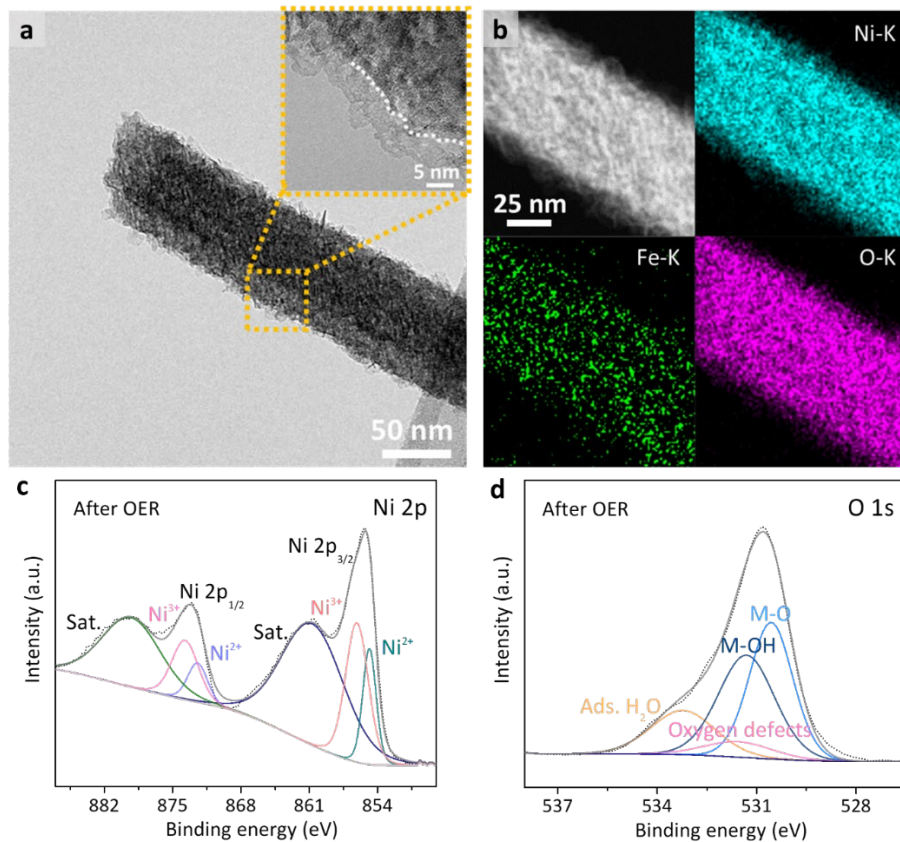 a
5 nm
50 nm
b
Ni-K
25 nm
Fe-K
O-K
c
After OER
Ni 2p
Ni 2p3/2
Ni 2p1/2
Sat.
Ni3+
Ni2+
Sat.
Ni3+
Ni2+
Intensity (a.u.)
882
875
868
861
854
Binding energy (eV)
d
After OER
O 1s
M-O
M-OH
Ads. H2O
Oxygen defects
Intensity (a.u.)
537
534
531
528
Binding energy (eV)